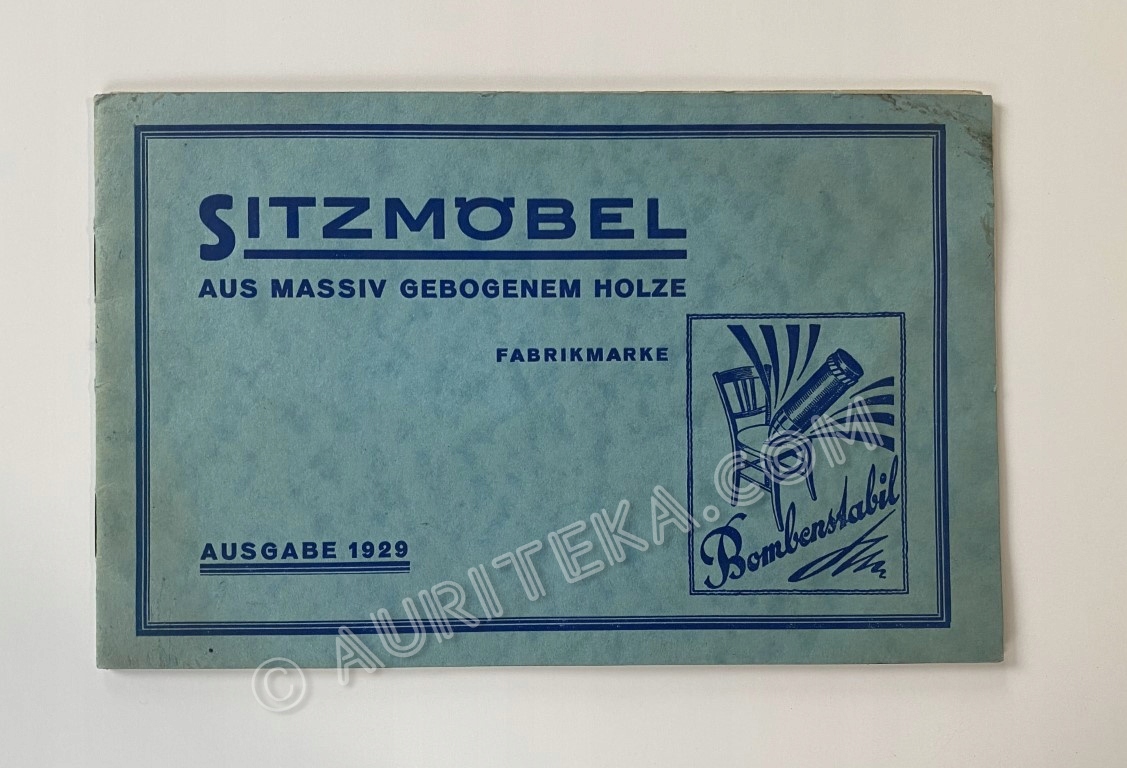 SITZMÖBEL
AUS MASSIV GEBOGENEM HOLZE
FABRIKMARKE
Bombenstabil
AUSGABE 1929
© AURITEKA.COM